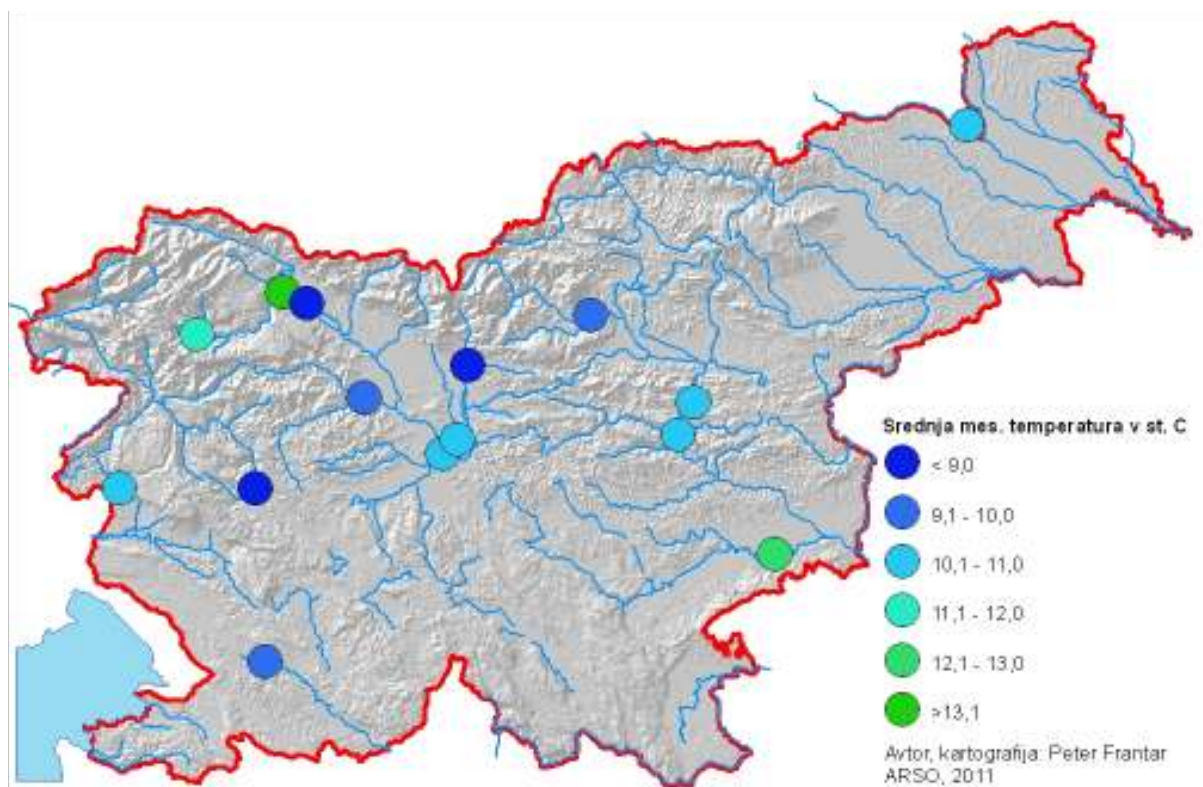 Srednja mes. temperatura v st. C
< 9,0
9,1 - 10,0
10,1 - 11,0
11,1 - 12,0
12,1 - 13,0
>13,1
Avtor, kartografija: Peter Frantar
ARSO, 2011